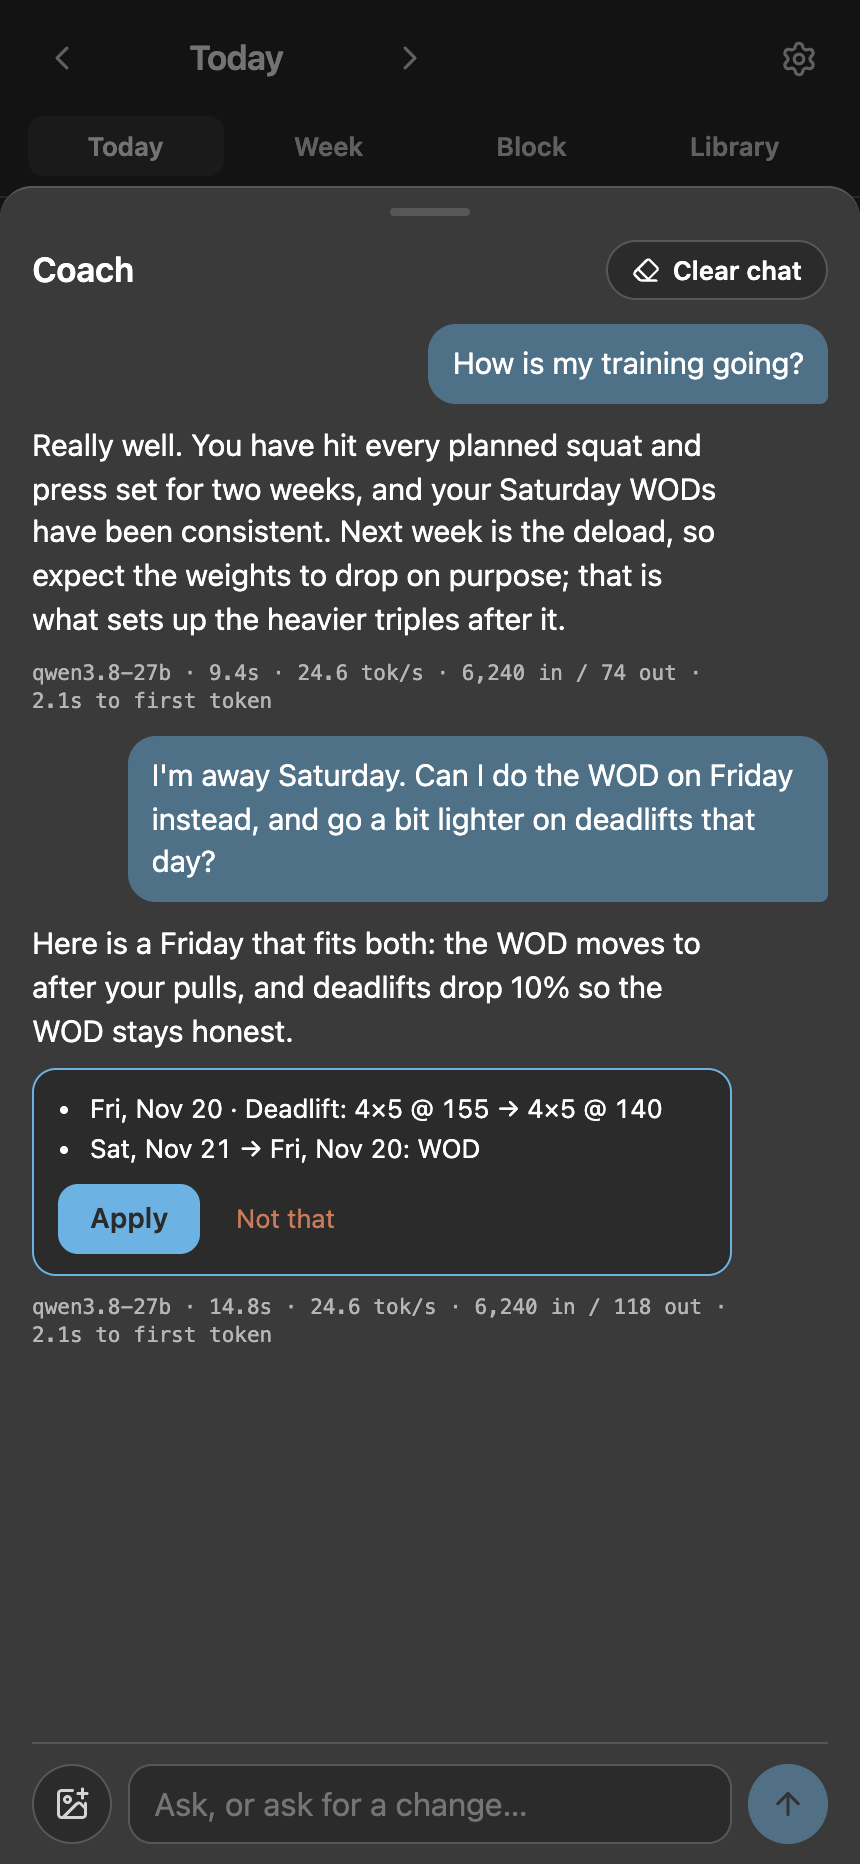 Today
Today Week Block Library
Coach
Clear chat
How is my training going?
Really well. You have hit every planned squat and
press set for two weeks, and your Saturday WODs
have been consistent. Next week is the deload, so
expect the weights to drop on purpose; that is
what sets up the heavier triples after it.
qwen3.8-27b · 9.4s · 24.6 tok/s · 6,240 in / 74 out ·
2.1s to first token
I'm away Saturday. Can I do the WOD on Friday
instead, and go a bit lighter on deadlifts that
day?
Here is a Friday that fits both: the WOD moves to
after your pulls, and deadlifts drop 10% so the
WOD stays honest.
• Fri, Nov 20 · Deadlift: 4×5 @ 155 → 4×5 @ 140
• Sat, Nov 21 → Fri, Nov 20: WOD
Apply Not that
qwen3.8-27b · 14.8s · 24.6 tok/s · 6,240 in / 118 out ·
2.1s to first token
Ask, or ask for a change...